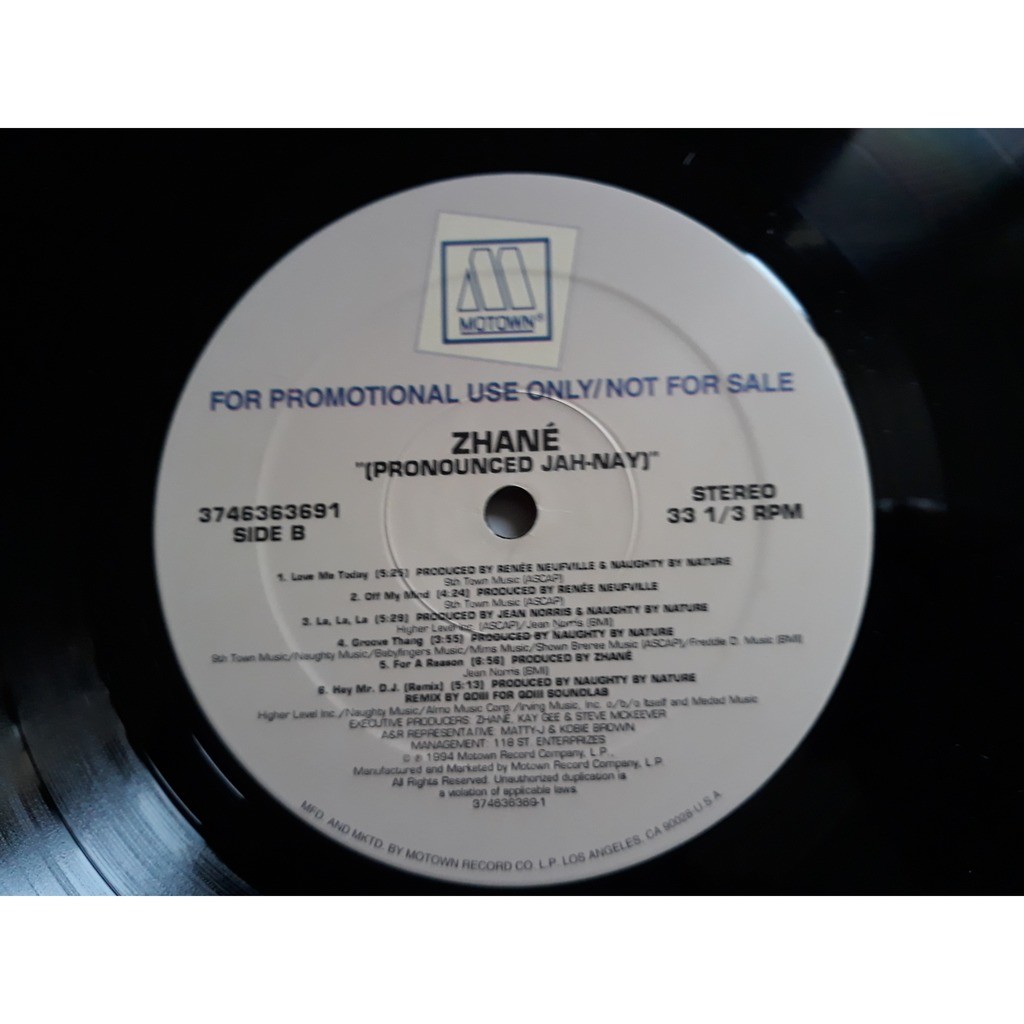 MOTOWN®
FOR PROMOTIONAL USE ONLY/NOT FOR SALE
ZHANÉ
"(PRONOUNCED JAH-NAY)"
3746363691
SIDE B
STEREO
33 1/3 RPM
1. Love Me Today (5:25) PRODUCED BY RENÉE NEUFVILLE & NAUGHTY BY NATURE
9th Town Music (ASCAP)
2. Off My Mind (4:24) PRODUCED BY RENÉE NEUFVILLE
9th Town Music (ASCAP)
3. La, La, La (5:29) PRODUCED BY JEAN NORRIS & NAUGHTY BY NATURE
Higher Level Inc. (ASCAP)/Jean Norris (BMI)
4. Groove Thang (3:55) PRODUCED BY NAUGHTY BY NATURE
9th Town Music/Naughty Music/Babyfingers Music/Mims Music/Shown Breree Music (ASCAP)/Freddie D. Music (BMI)
5. For A Reason (6:56) PRODUCED BY ZHANÉ
Jean Norris (BMI)
6. Hey Mr. D.J. (Remix) (5:13) PRODUCED BY NAUGHTY BY NATURE
REMIX BY QDIII FOR QDIII SOUNDLAB
Higher Level Inc./Naughty Music/Almo Music Corp./Irving Music, Inc. o/b/o Itself and Medad Music
EXECUTIVE PRODUCERS: ZHANÉ, KAY GEE & STEVE MCKEEVER
A&R REPRESENTATIVE: MATTY-J & KOBIE BROWN
MANAGEMENT: 118 ST. ENTERPRIZES
© ℗ 1994 Motown Record Company, L.P.,
Manufactured and Marketed by Motown Record Company, L.P.
All Rights Reserved. Unauthorized duplication is
a violation of applicable laws.
374636369-1
MFD. AND MKTD. BY MOTOWN RECORD CO. L.P. LOS ANGELES, CA 90028-U.S.A